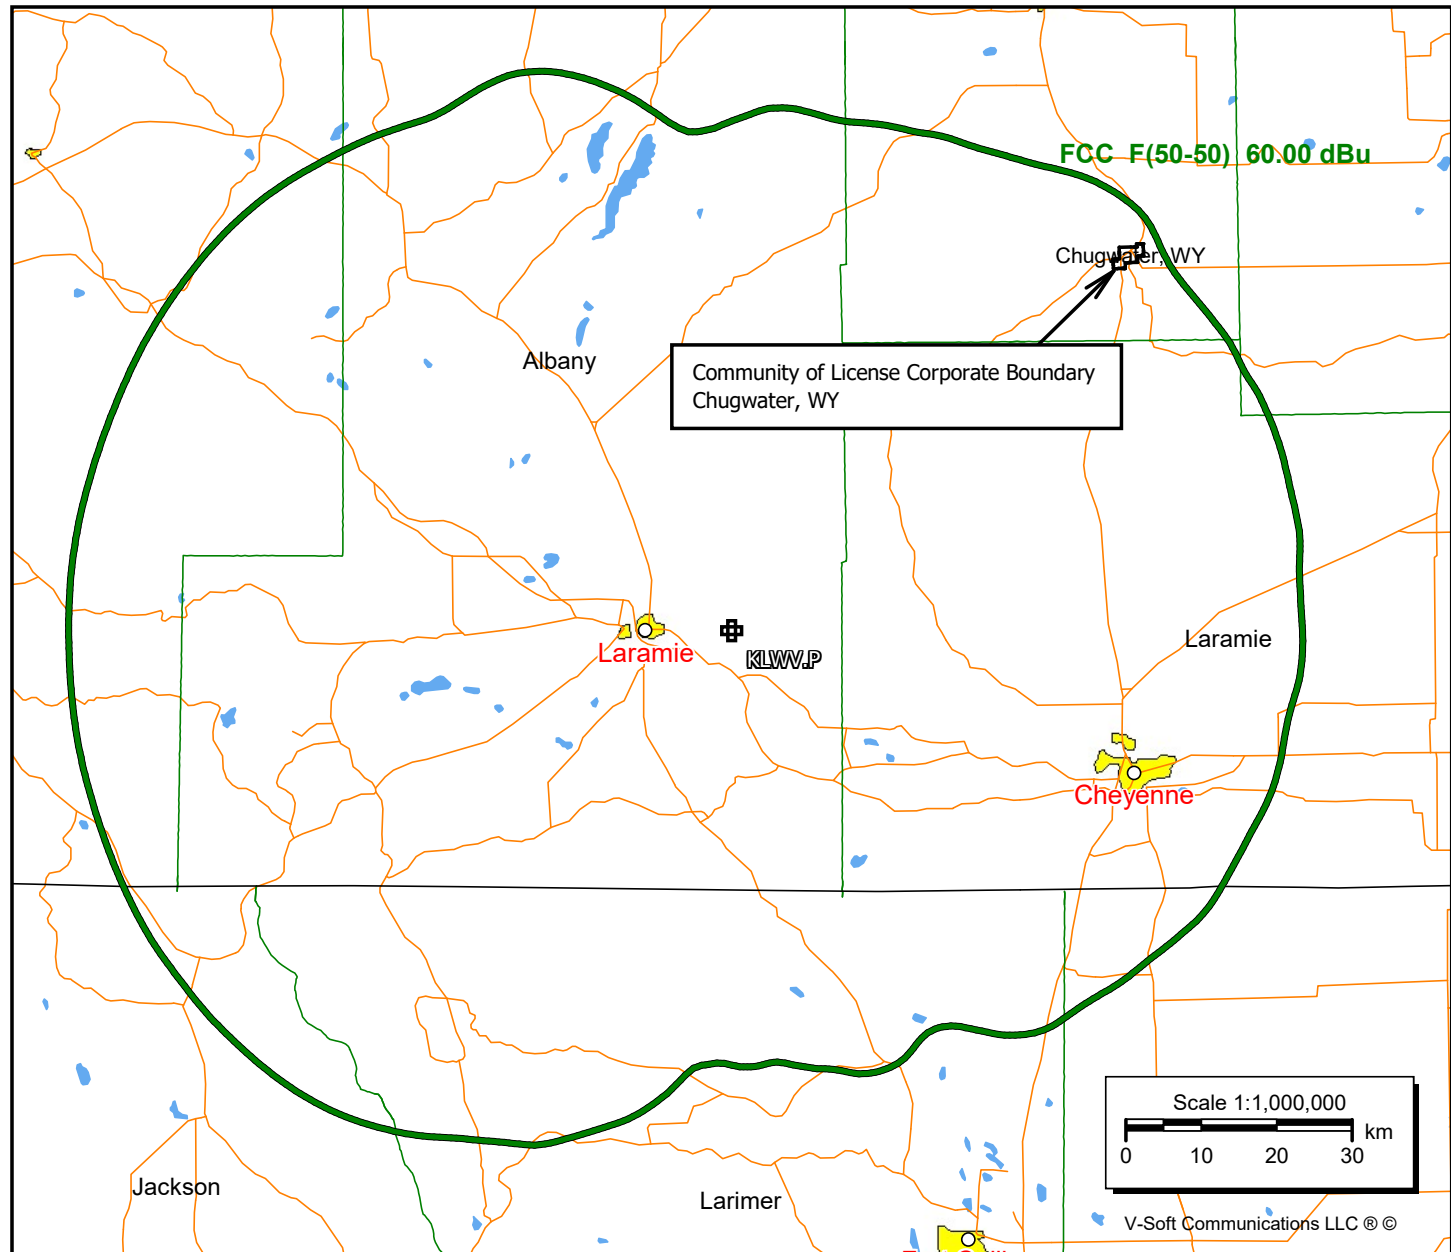 FCC F(50-50) 60.00 dBu
Chugwater, WY
Albany
Community of License Corporate Boundary
Chugwater, WY
Laramie
KLWV.P
Laramie
Cheyenne
Scale 1:1,000,000
km
0 10 20 30
Jackson
Larimer
V-Soft Communications LLC ® ©